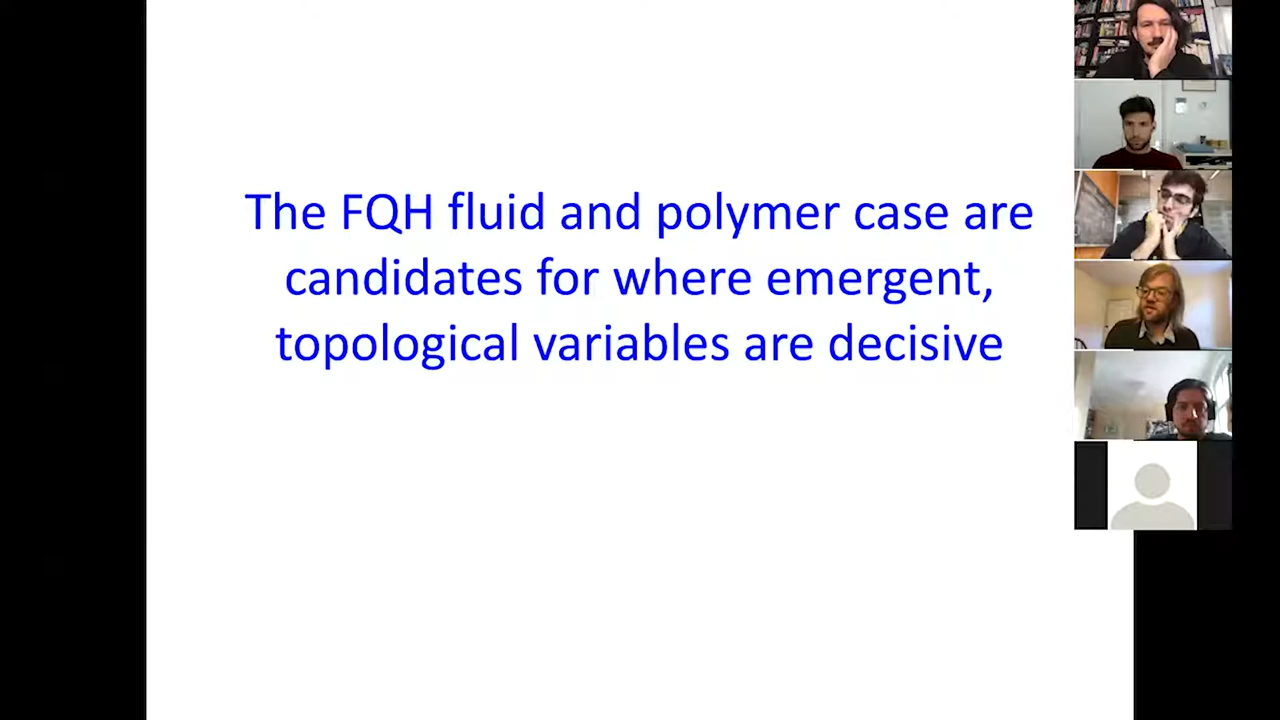 The FQH fluid and polymer case are
candidates for where emergent,
topological variables are decisive